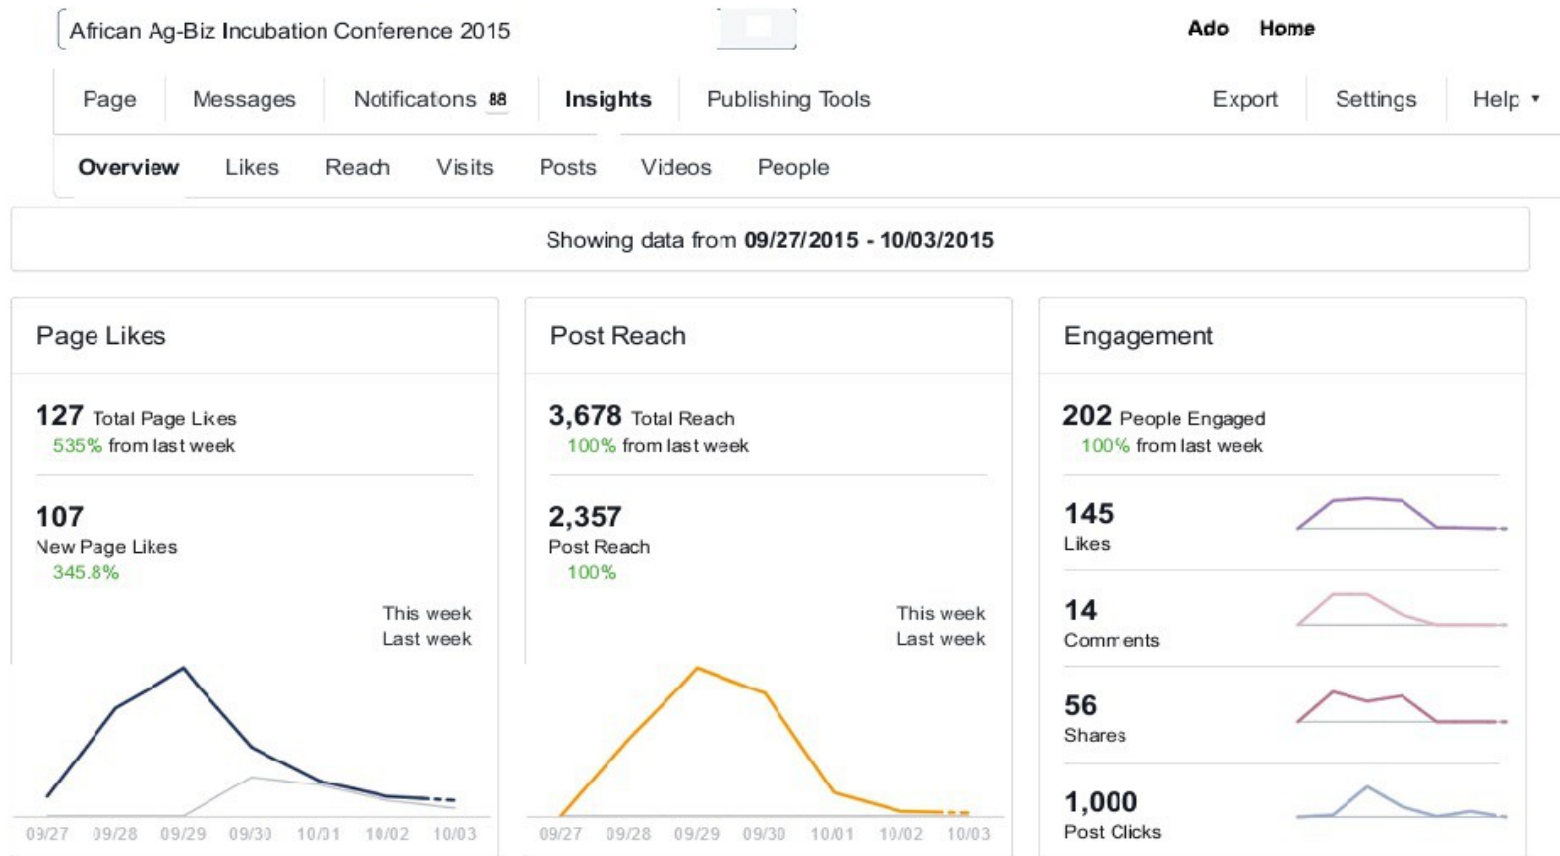 African Ag-Biz Incubation Conference 2015
Ado Home
Page Messages Notifications 88 Insights Publishing Tools Export Settings Help
Overview Likes Reach Visits Posts Videos People
Showing data from 09/27/2015 - 10/03/2015
Page Likes
127 Total Page Likes
535% from last week
107
New Page Likes
345.8%
This week
Last week
09/27 09/28 09/29 09/30 10/01 10/02 10/03
Post Reach
3,678 Total Reach
100% from last week
2,357
Post Reach
100%
This week
Last week
09/27 09/28 09/29 09/30 10/01 10/02 10/03
Engagement
202 People Engaged
100% from last week
145
Likes
14
Comments
56
Shares
1,000
Post Clicks